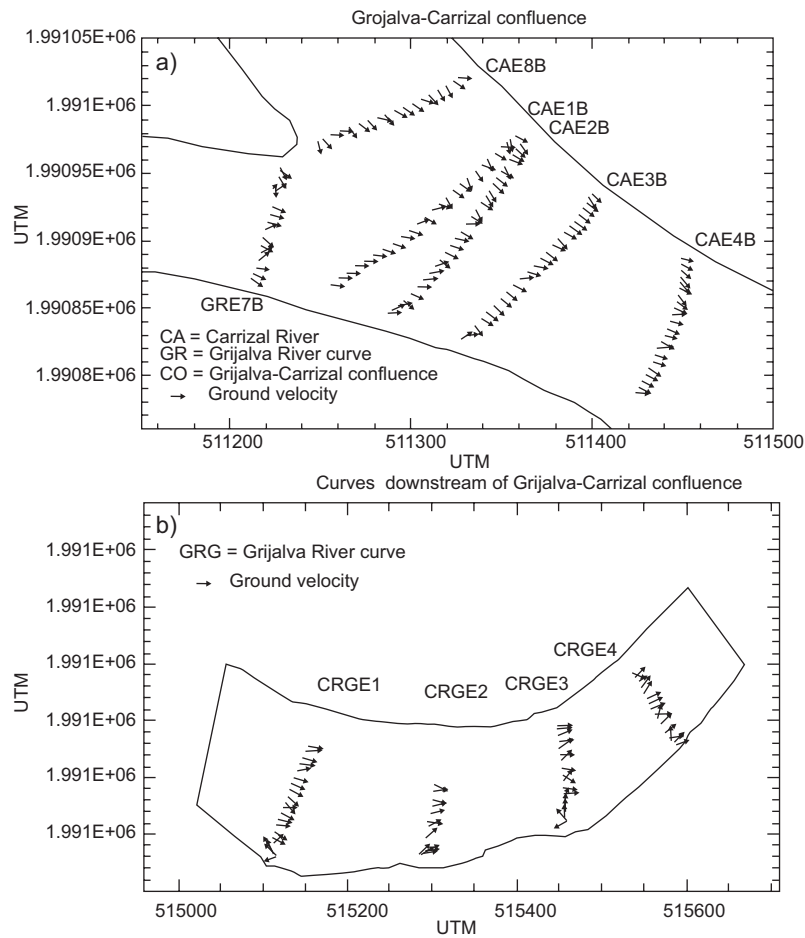 Grojalva-Carrizal confluence
1.99105E+06
a)
CAE8B
1.991E+06
CAE1B
CAE2B
1.99095E+06
CAE3B
UTM
1.9909E+06
CAE4B
1.99085E+06
GRE7B
CA = Carrizal River
GR = Grijalva River curve
1.9908E+06
CO = Grijalva-Carrizal confluence
Ground velocity
511200 511300 511400 511500
UTM
Curves downstream of Grijalva-Carrizal confluence
b)
1.991E+06
GRG = Grijalva River curve
Ground velocity
1.991E+06
UTM
CRGE4
1.991E+06
CRGE1 CRGE2 CRGE3
1.991E+06
1.991E+06
1.991E+06
515000 515200 515400 515600
UTM